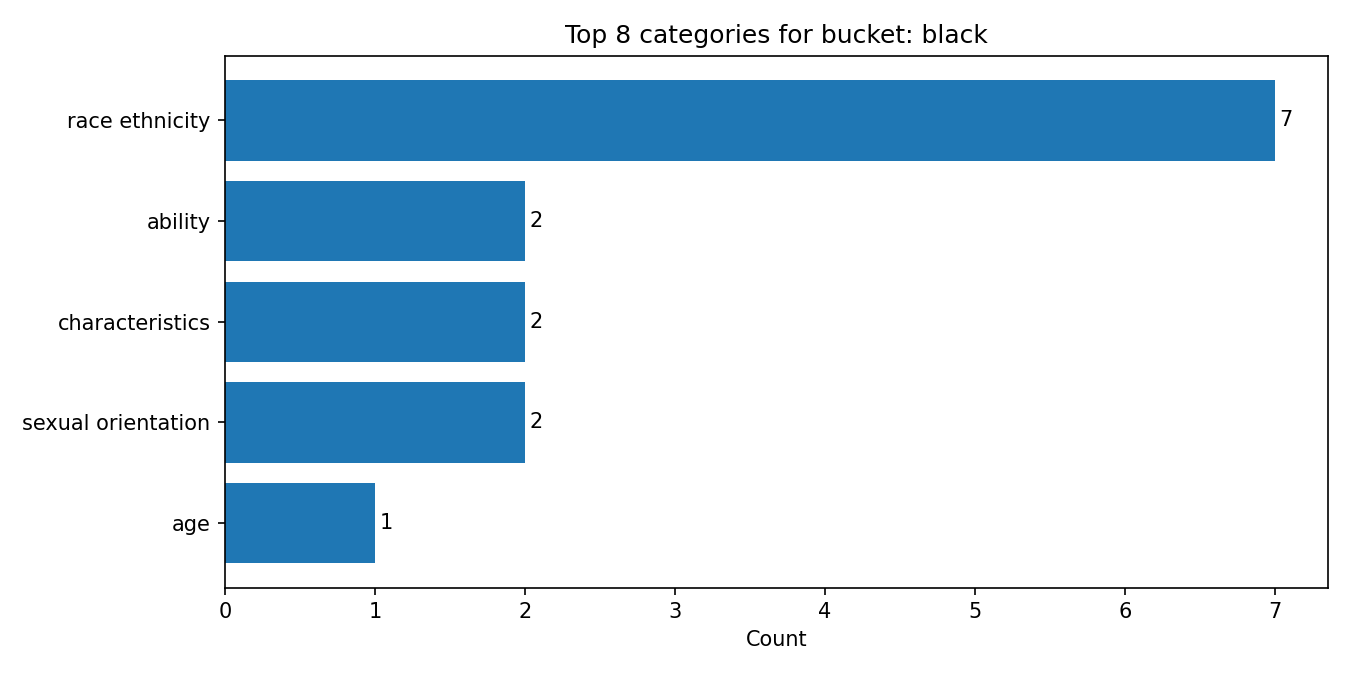 Top 8 categories for bucket: black
race ethnicity
7
ability
2
characteristics
2
sexual orientation
2
age
1
0 1 2 3 4 5 6 7
Count